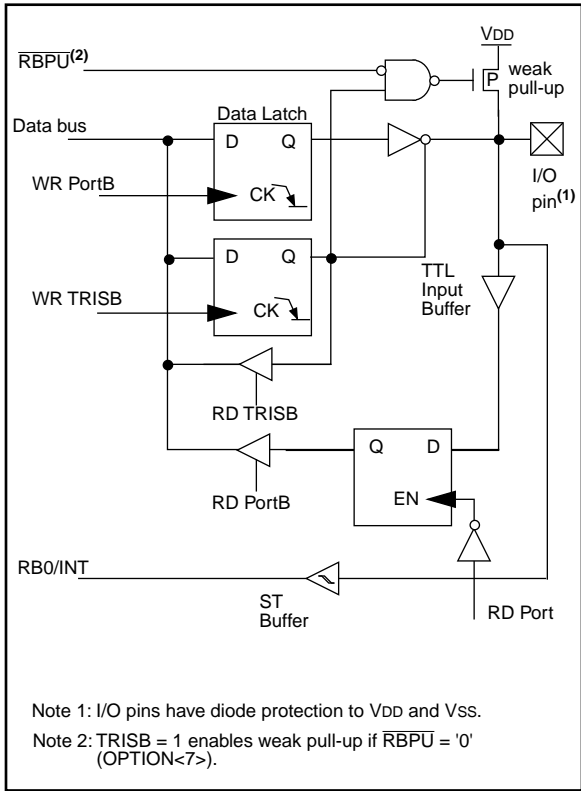 VDD
RBPU(2)
P
weak
pull-up
Data bus
Data Latch
D Q
I/O
pin(1)
WR PortB
CK
D Q
TTL
Input
Buffer
WR TRISB
CK
RD TRISB
Q D
RD PortB
EN
RB0/INT
ST
Buffer
RD Port
Note 1: I/O pins have diode protection to VDD and VSS.
Note 2: TRISB = 1 enables weak pull-up if RBPU = '0'
(OPTION<7>).